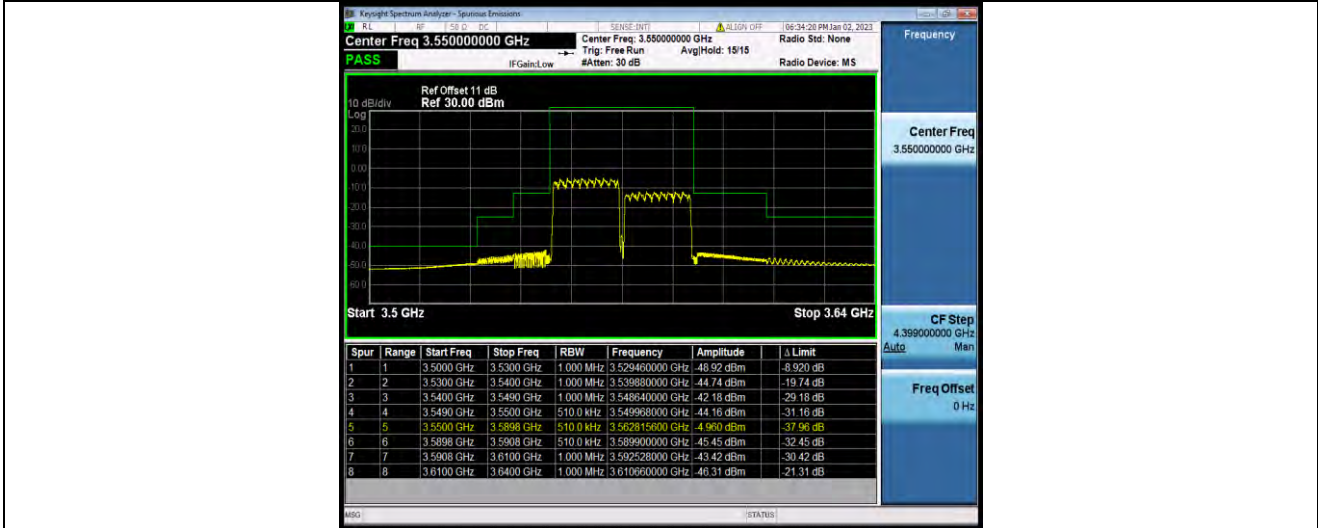 Keysight Spectrum Analyzer - Spurious Emissions
RL RF 50 Ω DC SENSE:INT ALIGN OFF 06:34:20 PM Jan 02, 2023
Center Freq 3.550000000 GHz
Center Freq: 3.550000000 GHz
Radio Std: None
Trig: Free Run Avg|Hold: 15/15
PASS
IFGain:Low
#Atten: 30 dB
Radio Device: MS
Frequency
Ref Offset 11 dB
10 dB/div Ref 30.00 dBm
Log
20.0
10.0
0.00
-10.0
-20.0
-30.0
-40.0
-50.0
-60.0
Start 3.5 GHz
Stop 3.64 GHz
Center Freq
3.550000000 GHz
CF Step
4.399000000 GHz
Auto Man
Freq Offset
0 Hz
Spur Range Start Freq Stop Freq RBW Frequency Amplitude Δ Limit
1 1 3.5000 GHz 3.5300 GHz 1.000 MHz 3.529460000 GHz -48.92 dBm -8.920 dB
2 2 3.5300 GHz 3.5400 GHz 1.000 MHz 3.539880000 GHz -44.74 dBm -19.74 dB
3 3 3.5400 GHz 3.5490 GHz 1.000 MHz 3.548640000 GHz -42.18 dBm -29.18 dB
4 4 3.5490 GHz 3.5500 GHz 510.0 kHz 3.549968000 GHz -44.16 dBm -31.16 dB
5 5 3.5500 GHz 3.5898 GHz 510.0 kHz 3.562815600 GHz -4.960 dBm -37.96 dB
6 6 3.5898 GHz 3.5908 GHz 510.0 kHz 3.589900000 GHz -45.45 dBm -32.45 dB
7 7 3.5908 GHz 3.6100 GHz 1.000 MHz 3.592528000 GHz -43.42 dBm -30.42 dB
8 8 3.6100 GHz 3.6400 GHz 1.000 MHz 3.610660000 GHz -46.31 dBm -21.31 dB
MSG STATUS